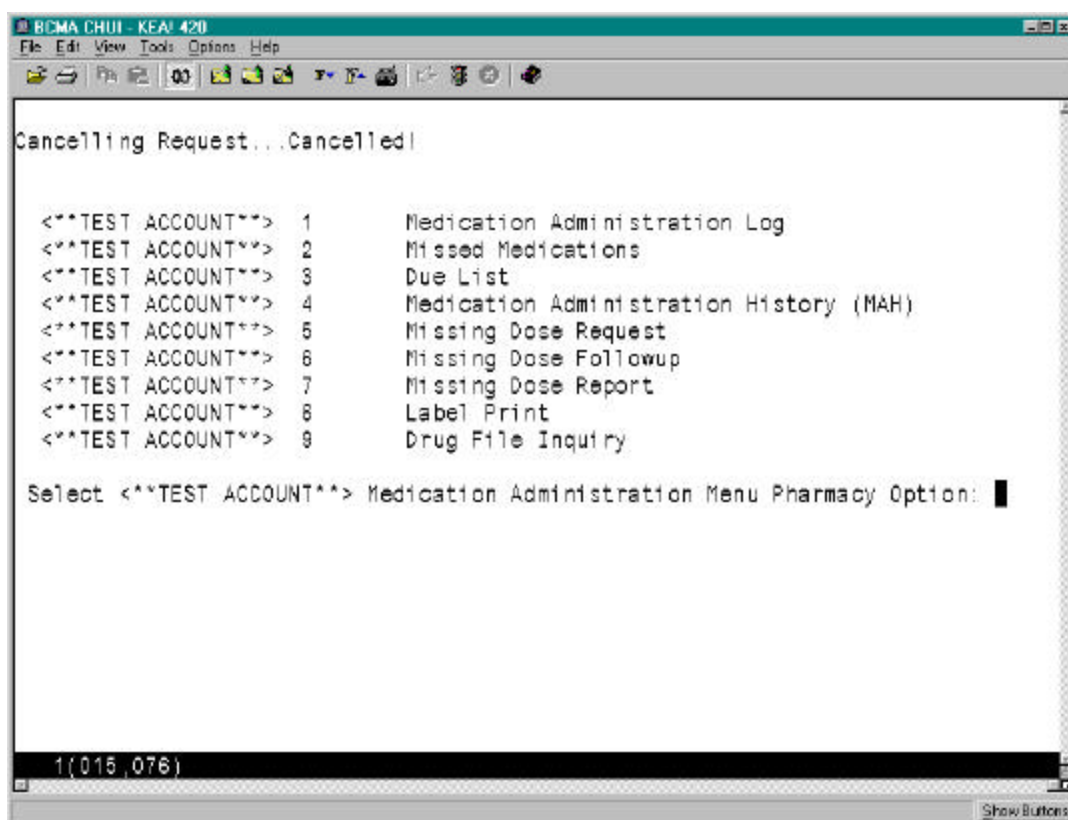 BCMA CHUI - KEA! 420
File Edit View Tools Options Help
Cancelling Request...Cancelled!
<**TEST ACCOUNT**> 1 Medication Administration Log
<**TEST ACCOUNT**> 2 Missed Medications
<**TEST ACCOUNT**> 3 Due List
<**TEST ACCOUNT**> 4 Medication Administration History (MAH)
<**TEST ACCOUNT**> 5 Missing Dose Request
<**TEST ACCOUNT**> 6 Missing Dose Followup
<**TEST ACCOUNT**> 7 Missing Dose Report
<**TEST ACCOUNT**> 8 Label Print
<**TEST ACCOUNT**> 9 Drug File Inquiry
Select <**TEST ACCOUNT**> Medication Administration Menu Pharmacy Option:
1(015,076)
Show Buttons